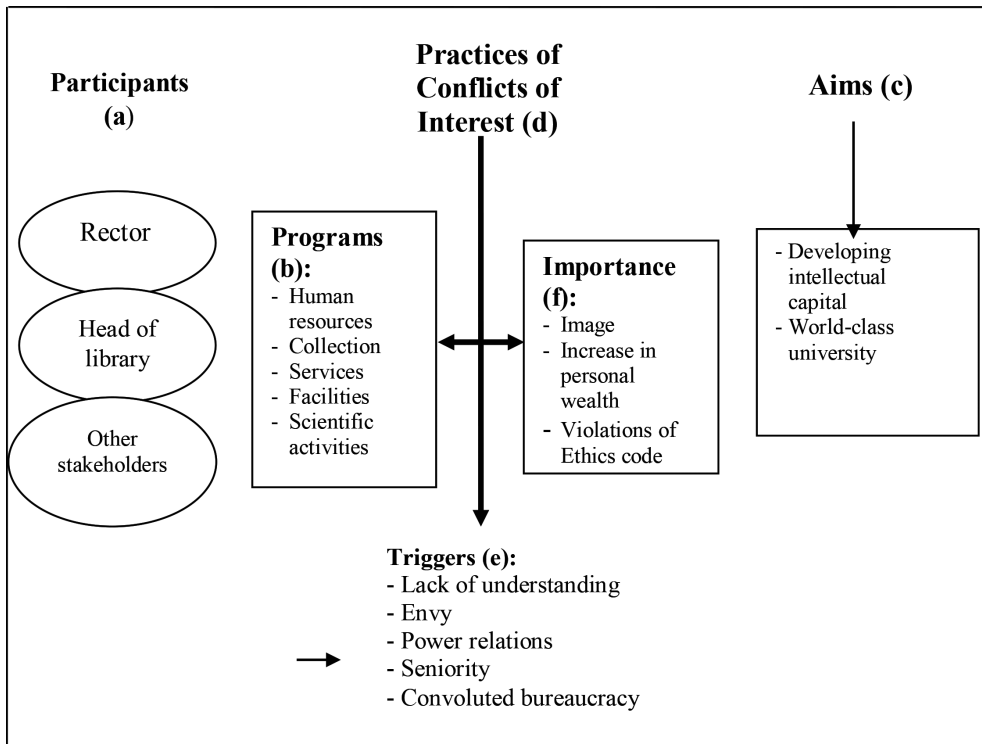 Participants
(a)
Practices of
Conflicts of
Interest (d)
Aims (c)
Rector
Head of
library
Other
stakeholders
Programs
(b):
- Human
resources
- Collection
- Services
- Facilities
- Scientific
activities
Importance
(f):
- Image
- Increase in
personal
wealth
- Violations of
Ethics code
- Developing
intellectual
capital
- World-class
university
Triggers (e):
- Lack of understanding
- Envy
- Power relations
- Seniority
- Convoluted bureaucracy